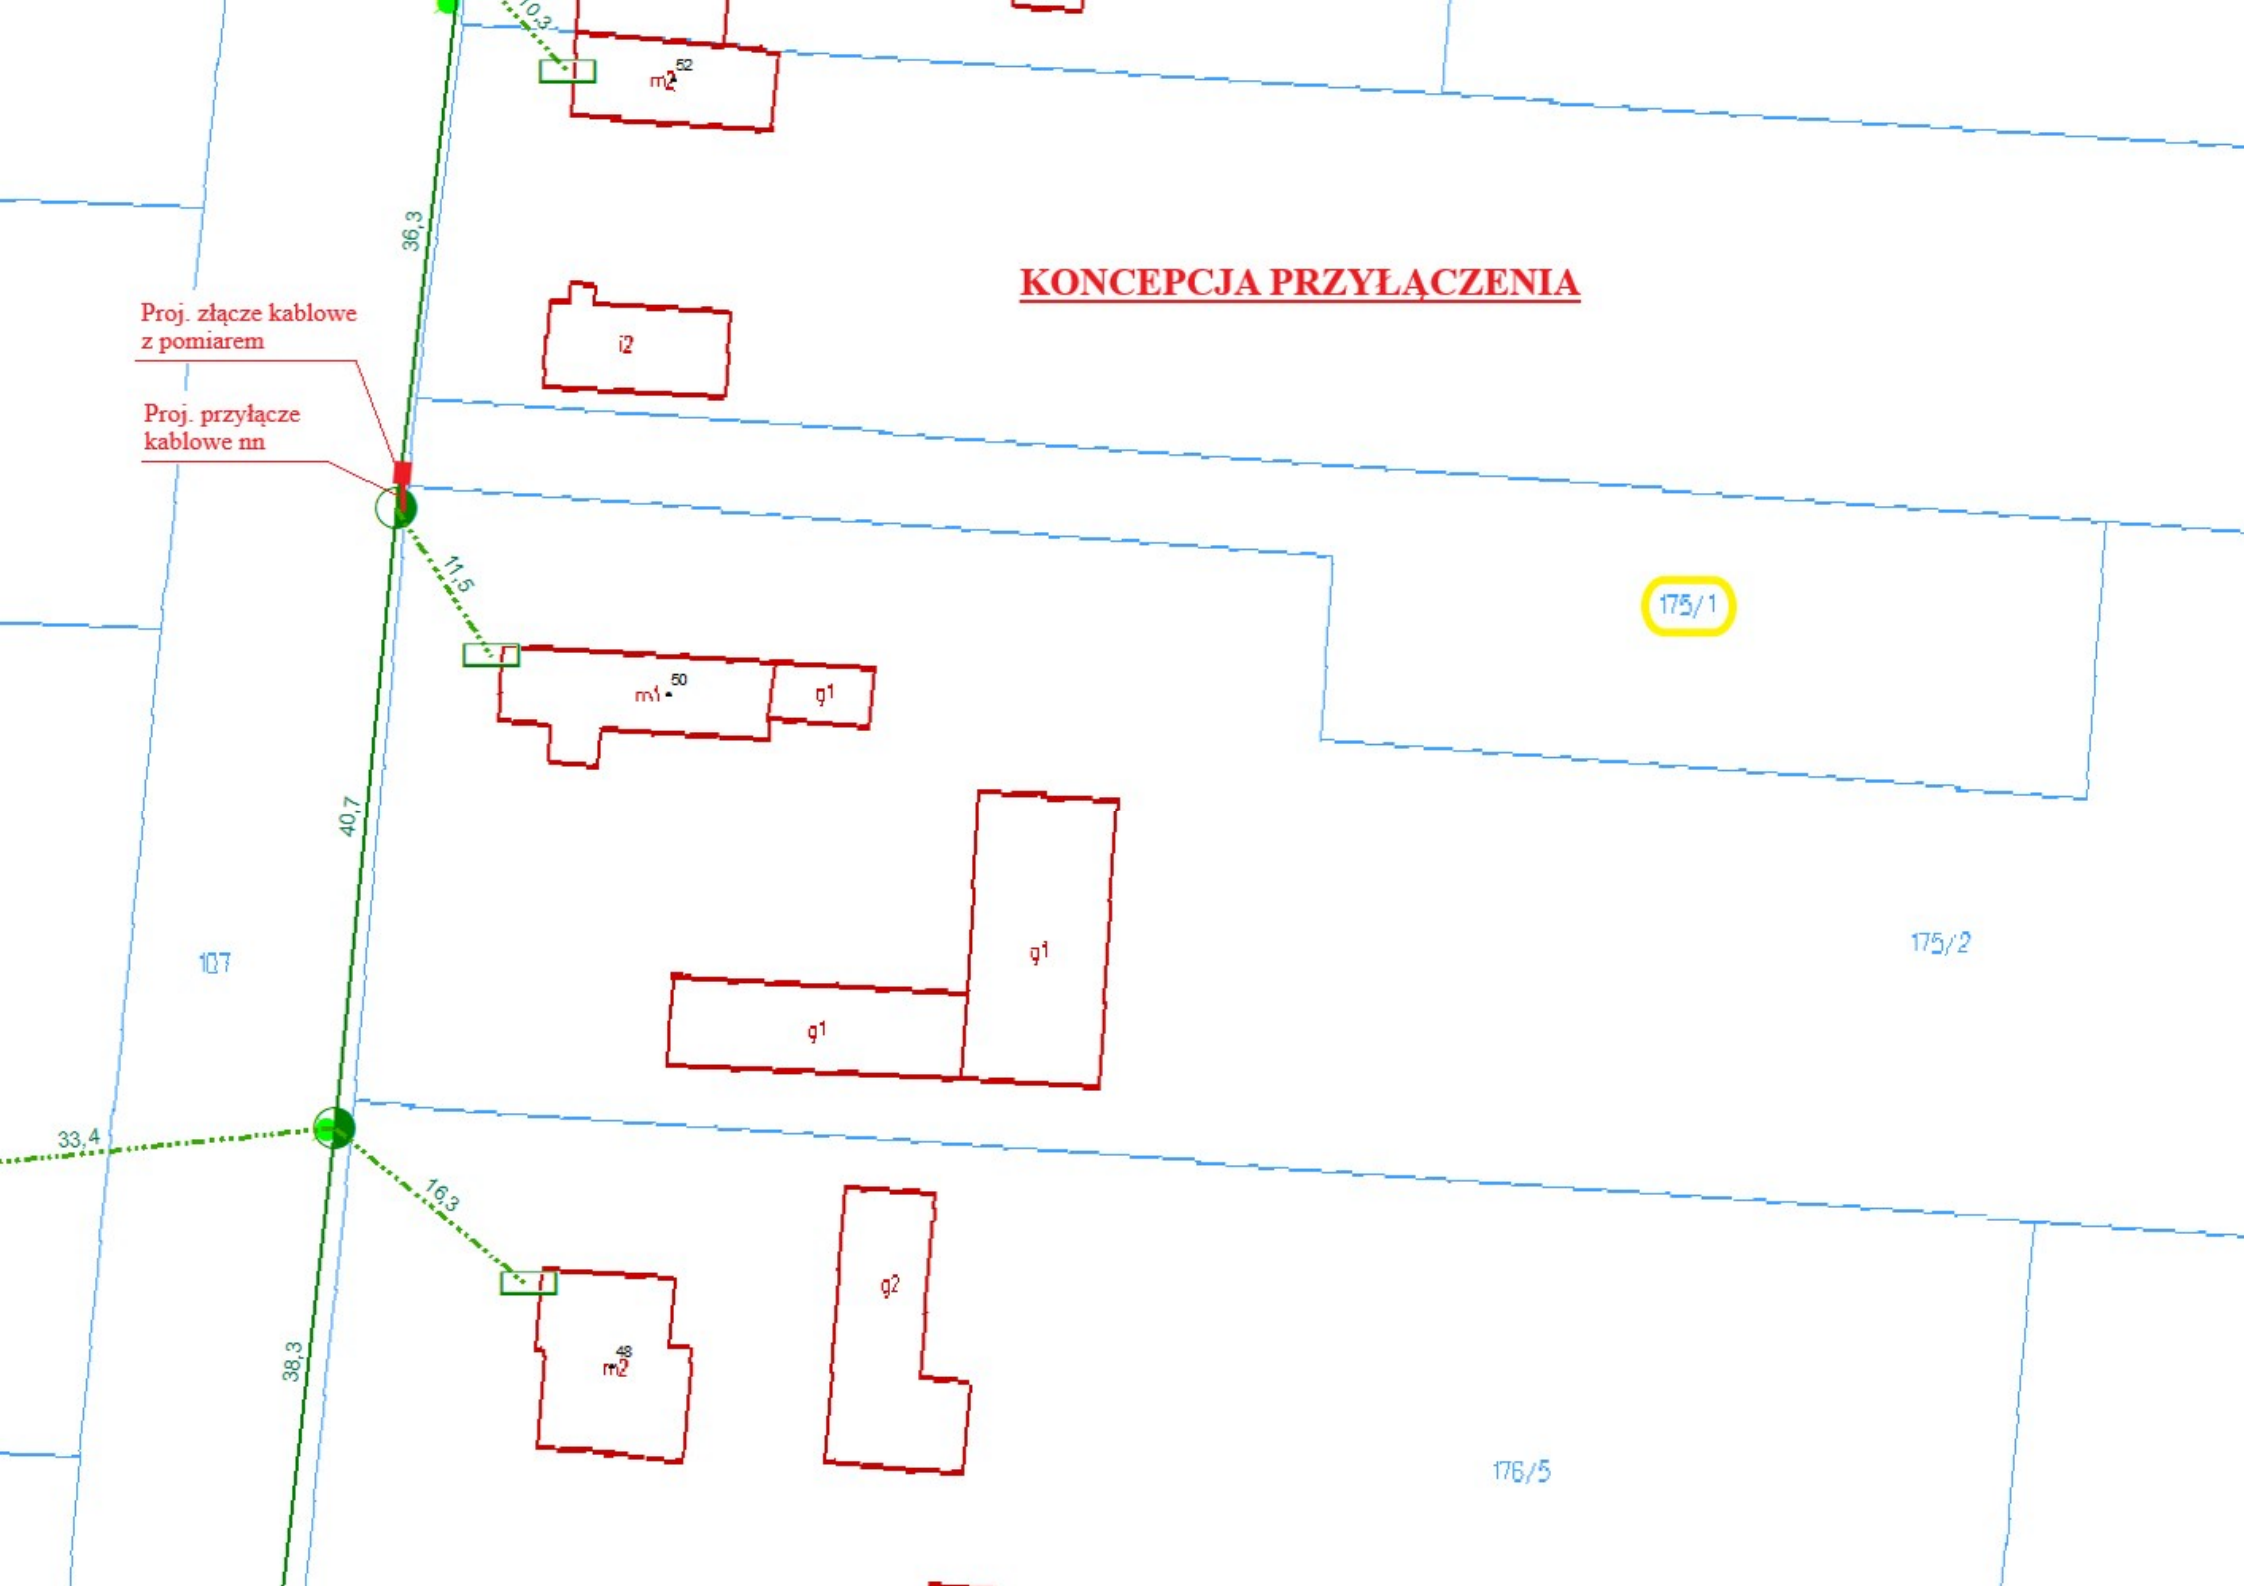 10,3
m2
52
36,3
KONCEPCJA PRZYŁĄCZENIA
Proj. złącze kablowe
z pomiarem
i2
Proj. przyłącze
kablowe nn
11,5
175/1
m1
50
g1
40,7
g1
175/2
107
g1
33,4
16,3
g2
38,3
48
m2
176/5